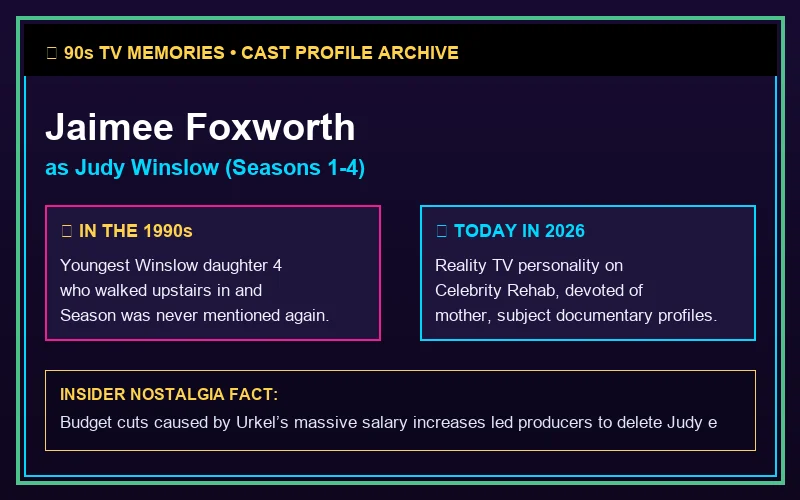 90s TV MEMORIES • CAST PROFILE ARCHIVE
Jaimee Foxworth
as Judy Winslow (Seasons 1-4)
IN THE 1990s
Youngest Winslow daughter 4
who walked upstairs in and
Season was never mentioned again.
TODAY IN 2026
Reality TV personality on
Celebrity Rehab, devoted of
mother, subject documentary profiles.
INSIDER NOSTALGIA FACT:
Budget cuts caused by Urkel’s massive salary increases led producers to delete Judy e